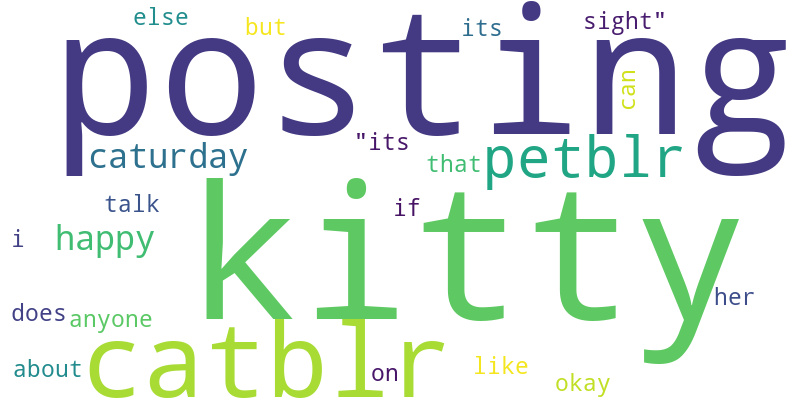 else but its sight"
posting
can
caturday "its that petblr
talk if
kitty
i happy
does anyone her
catblr
about on like okay